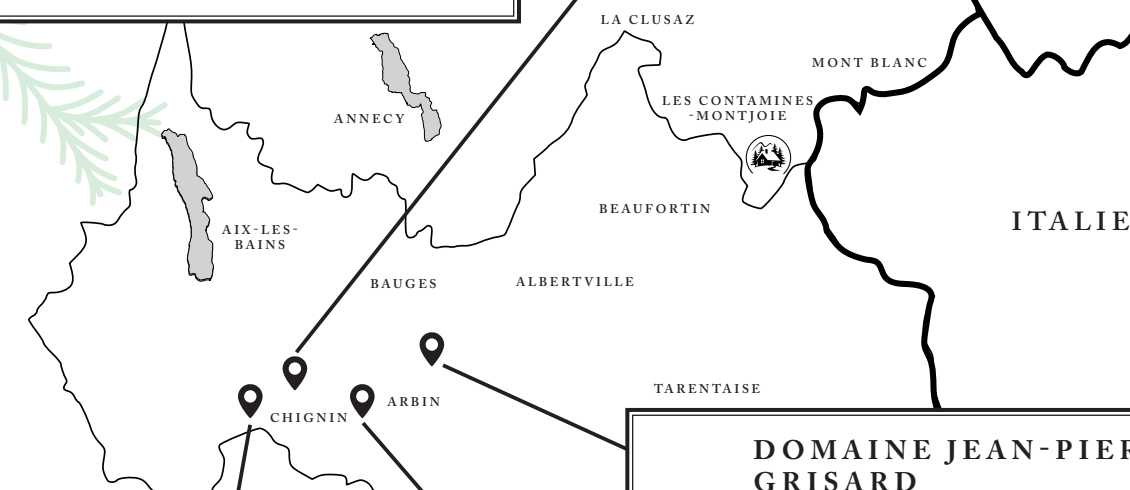 LA CLUSAZ
MONT BLANC
LES CONTAMINES
-MONTJOIE
ANNECY
BEAUFORTIN
ITALIE
AIX-LES-
BAINS
BAUGES
ALBERTVILLE
TARENTAISE
ARBIN
CHIGNIN
DOMAINE JEAN-PIER
GRISARD